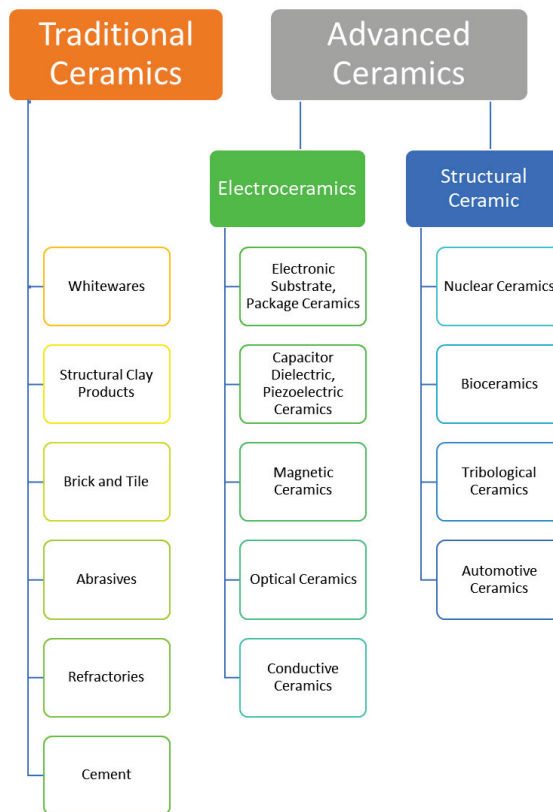 Traditional
Ceramics
Advanced
Ceramics
Electroceramics
Structural
Ceramic
Whitewares
Structural Clay
Products
Brick and Tile
Abrasives
Refractories
Cement
Electronic
Substrate,
Package Ceramics
Capacitor
Dielectric,
Piezoelectric
Ceramics
Magnetic
Ceramics
Optical Ceramics
Conductive
Ceramics
Nuclear Ceramics
Bioceramics
Tribological
Ceramics
Automotive
Ceramics